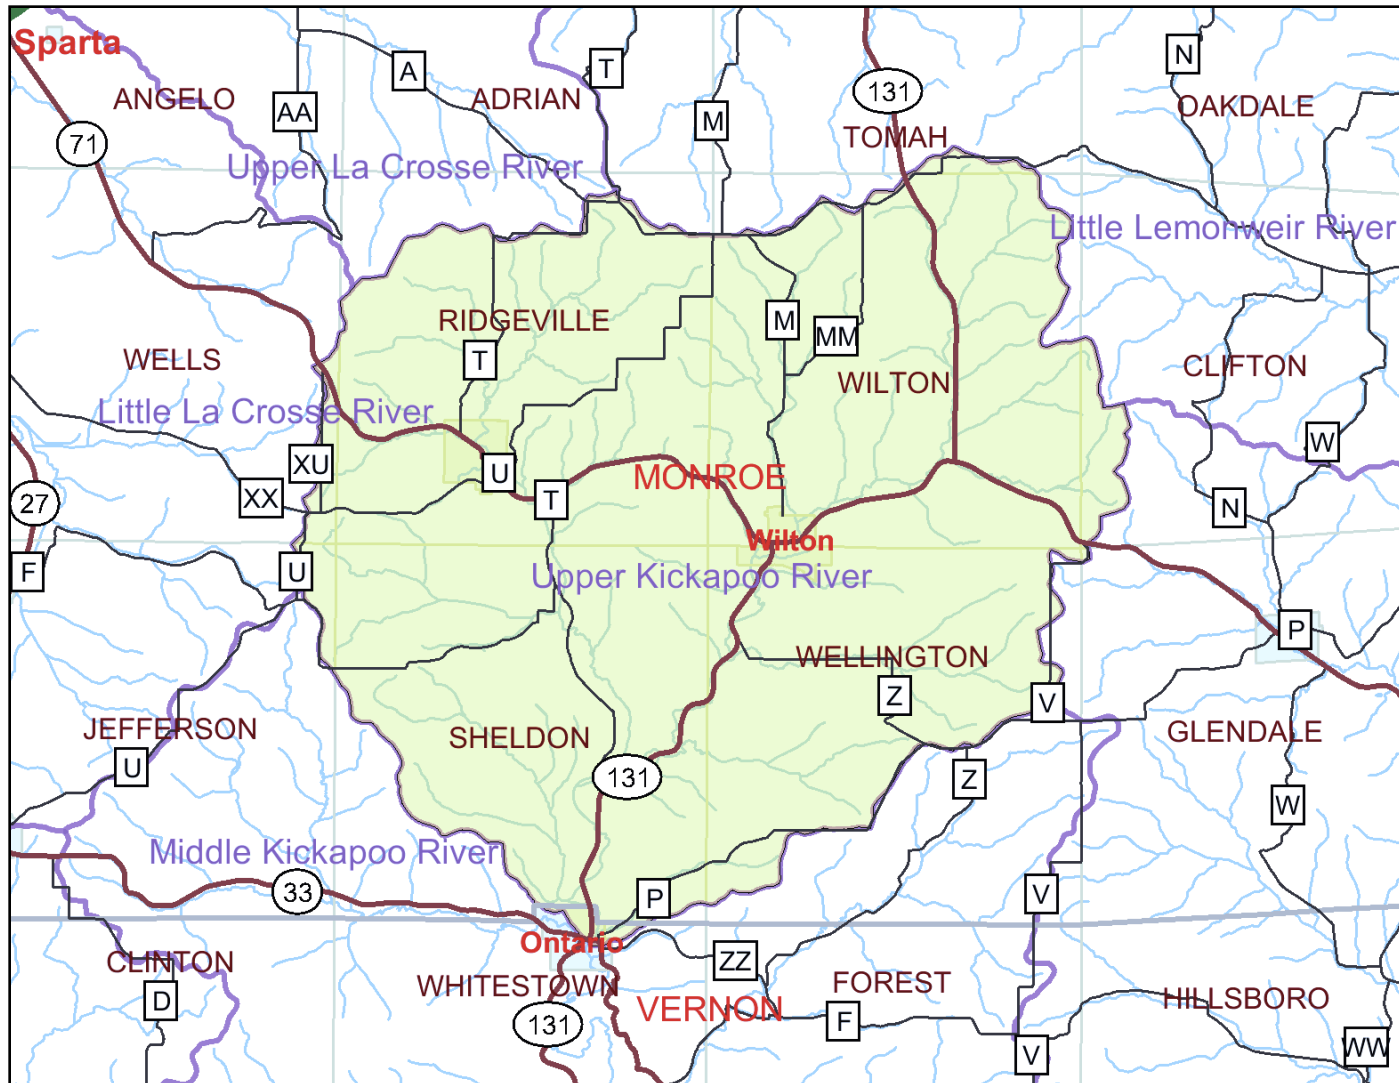 Sparta
A
T
N
ANGELO
ADRIAN
131
OAKDALE
AA
M
71
TOMAH
Upper La Crosse River
Little Lemonweir River
RIDGEVILLE
M
MM
WELLS
T
WILTON
CLIFTON
Little La Crosse River
W
XU
U
MONROE
XX
T
27
N
Wilton
F
U
Upper Kickapoo River
P
WELLINGTON
Z
V
JEFFERSON
SHELDON
GLENDALE
U
131
Z
W
Middle Kickapoo River
33
P
V
Ontario
CLINTON
ZZ
WHITESTOWN
FOREST
D
VERNON
HILLSBORO
131
F
V
WW